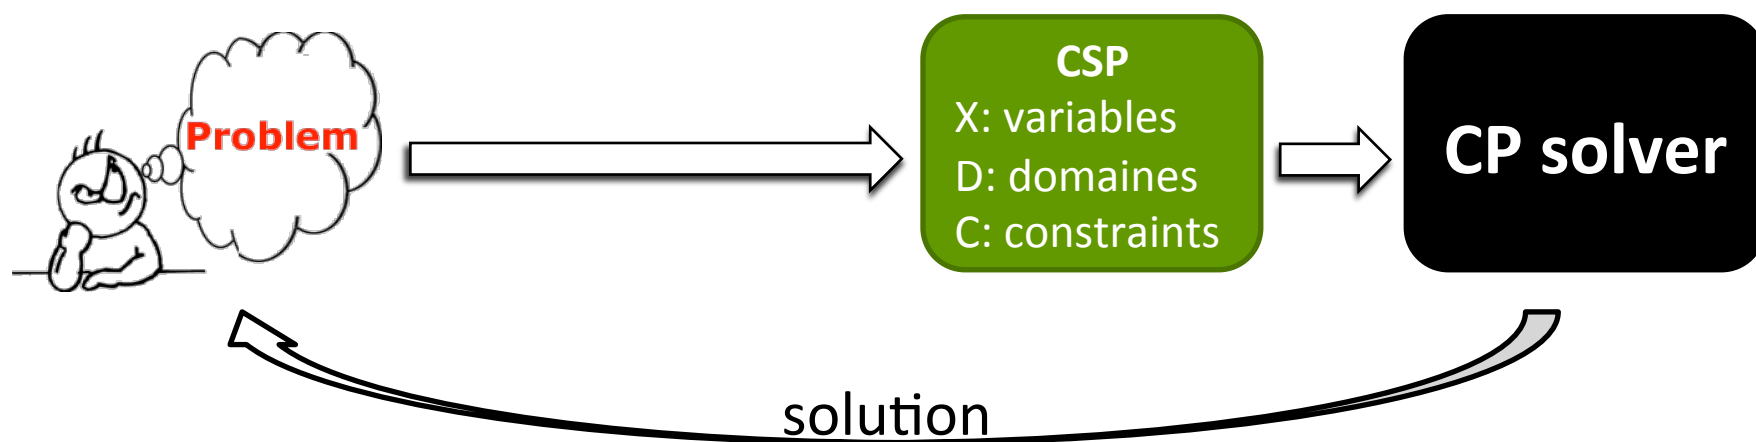 Problem
CSP
X: variables
D: domaines
C: constraints
CP solver
solution